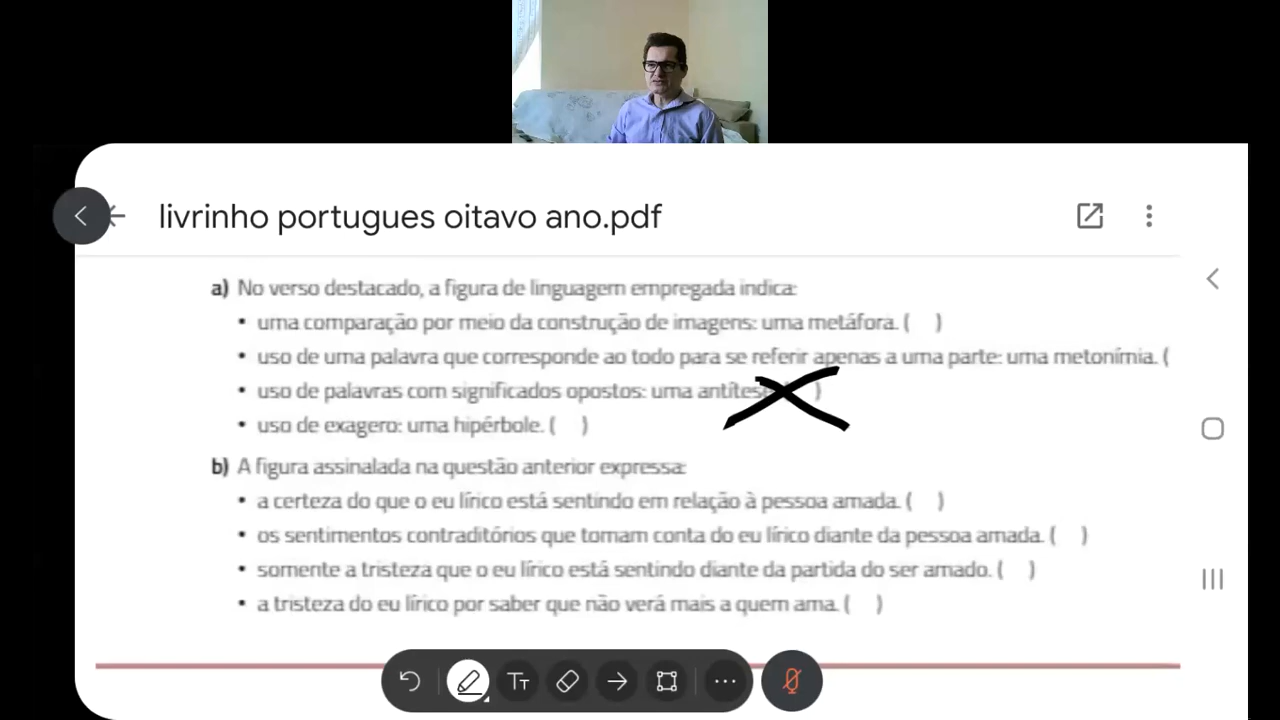 livrinho portugues oitavo ano.pdf
a) No verso destacado, a figura de linguagem empregada indica:
• uma comparação por meio da construção de imagens: uma metáfora. ( )
• uso de uma palavra que corresponde ao todo para se referir apenas a uma parte: uma metonímia. (
• uso de palavras com significados opostos: uma antítese. ( )
• uso de exagero: uma hipérbole. ( )
b) A figura assinalada na questão anterior expressa:
• a certeza do que o eu lírico está sentindo em relação à pessoa amada. ( )
• os sentimentos contraditórios que tomam conta do eu lírico diante da pessoa amada. ( )
• somente a tristeza que o eu lírico está sentindo diante da partida do ser amado. ( )
• a tristeza do eu lírico por saber que não verá mais a quem ama. ( )
TT